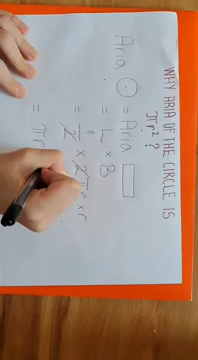 WHY ARIA OF THE CIRCLE IS
πr² ?
Aria = Aria
= L × B
= 1/2 × 2πr × r
= πr